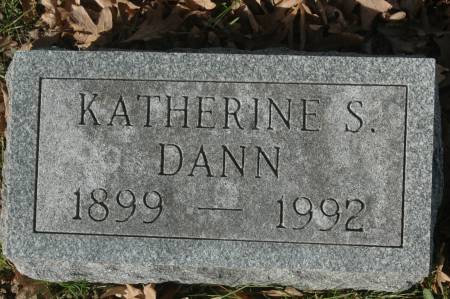 KATHERINE S.
DANN
1899 — 1992